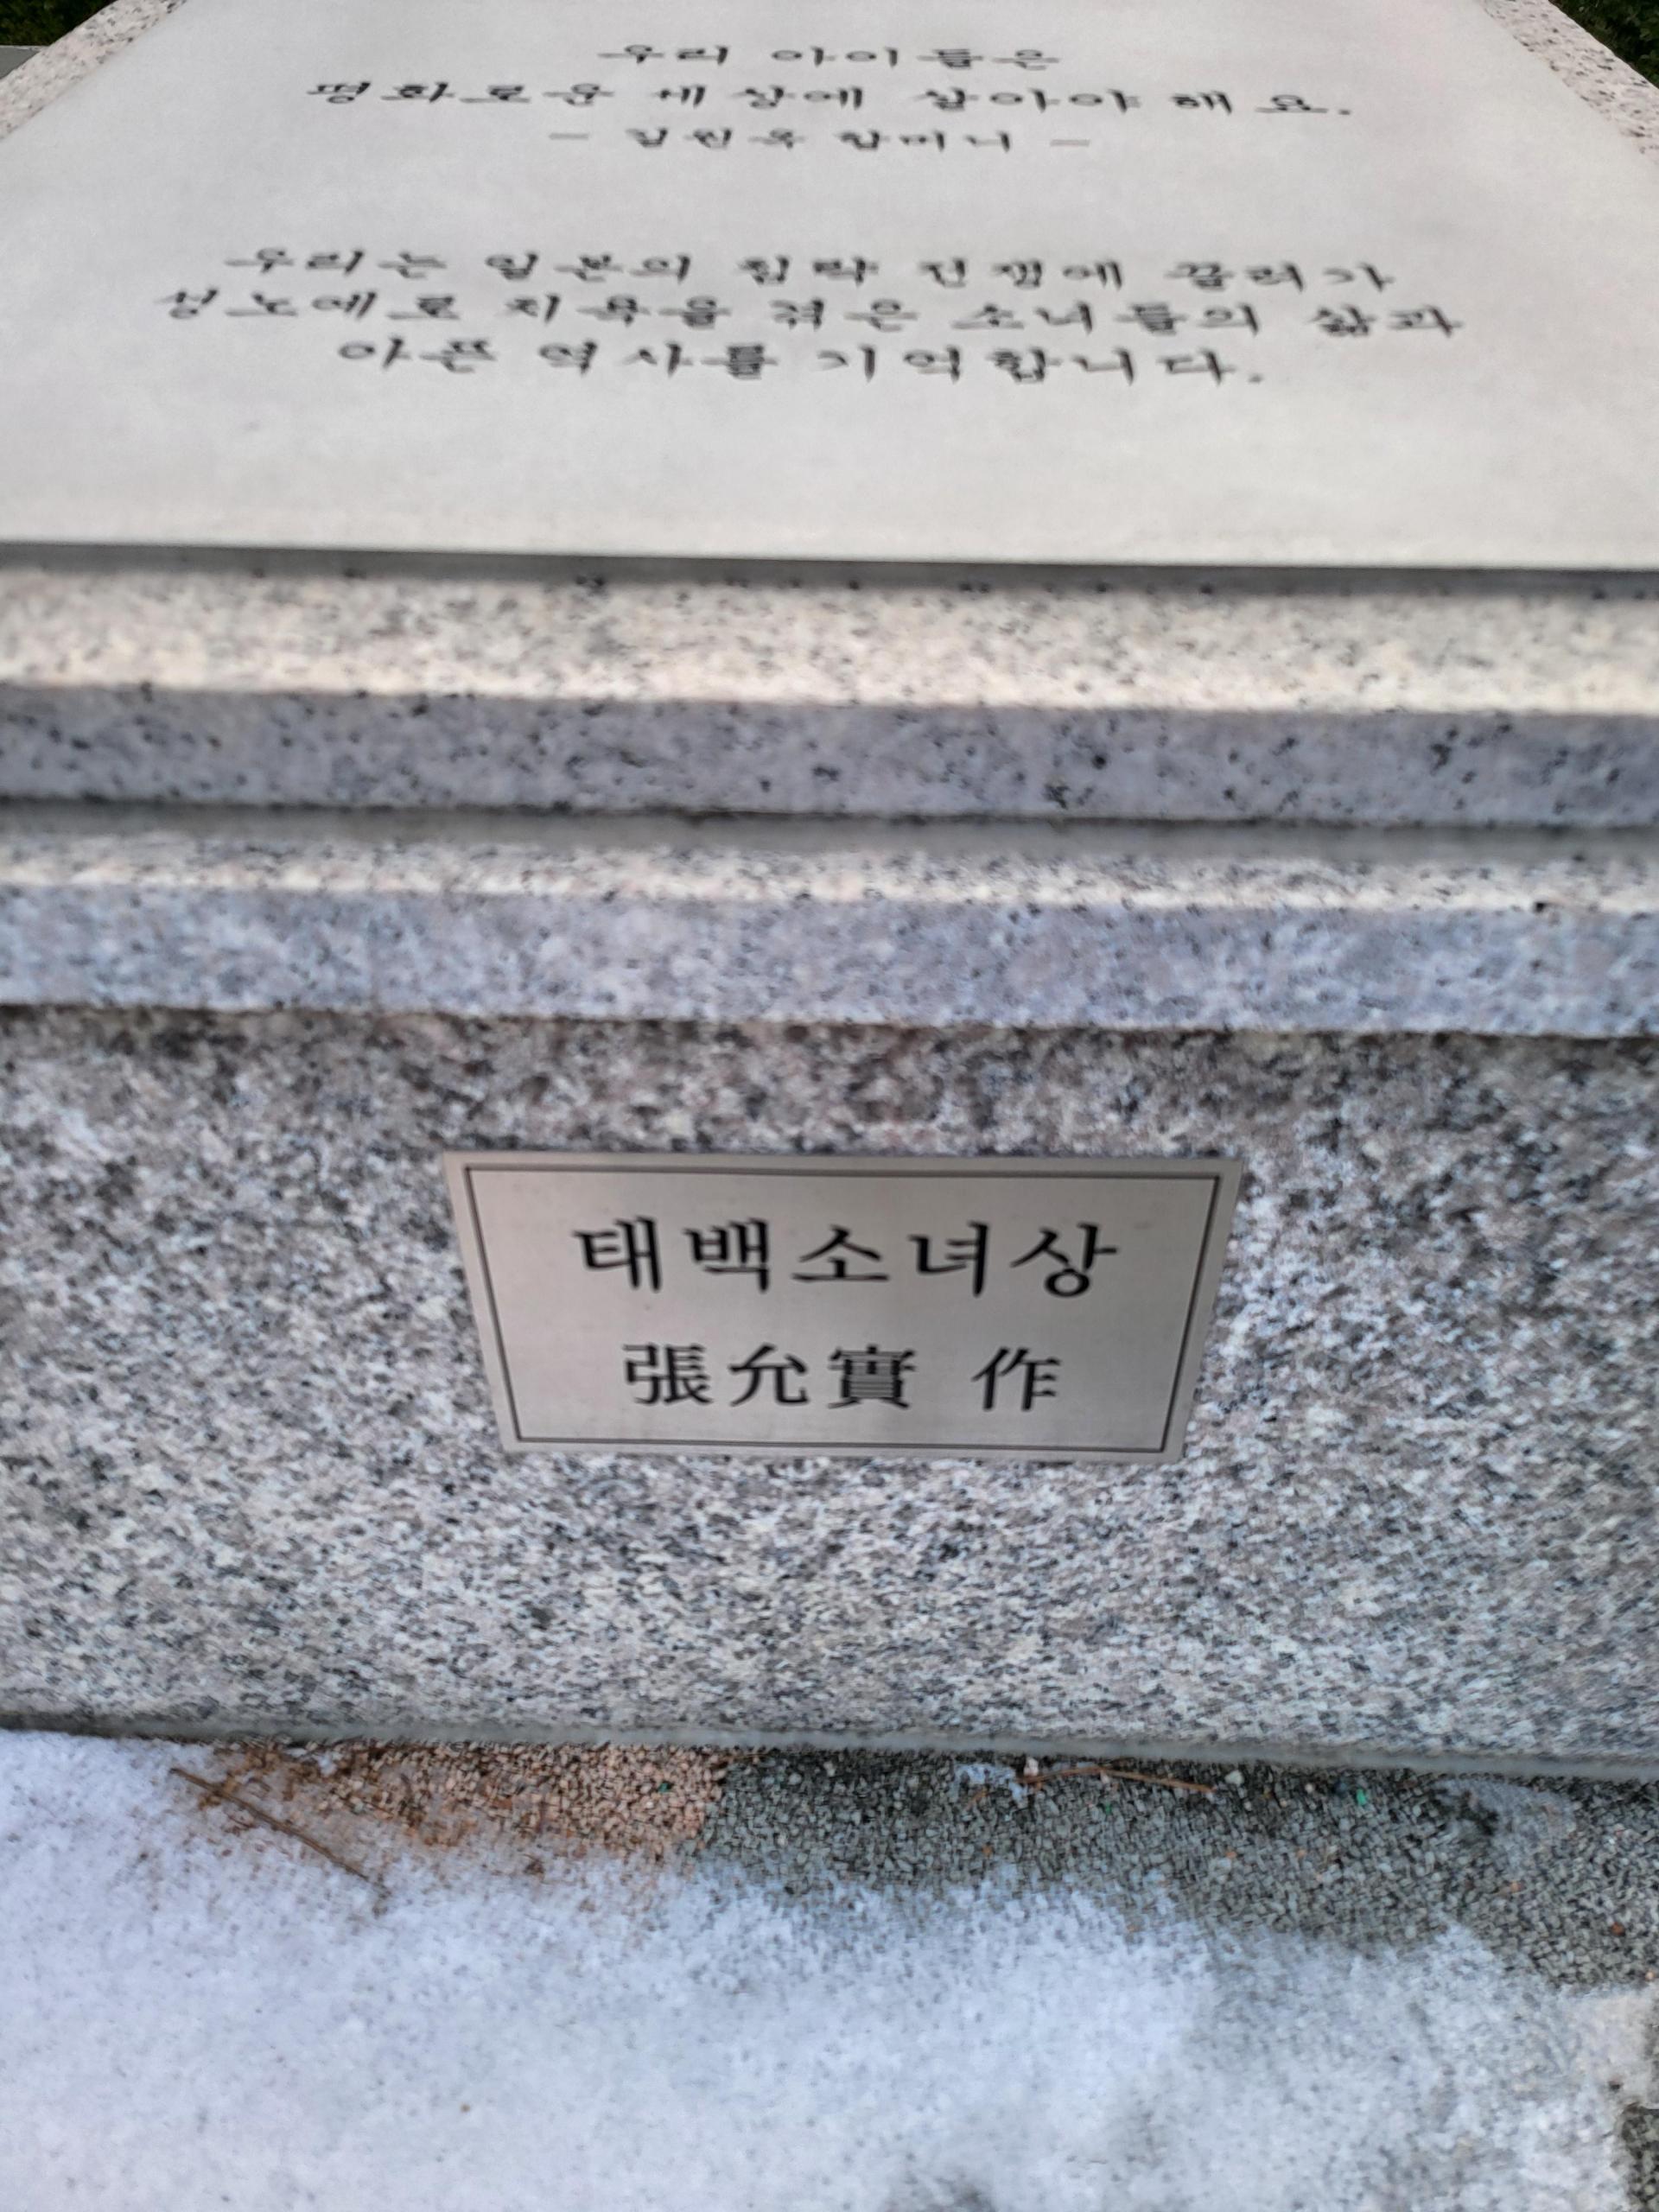 우리 아이들은
평화로운 세상에 살아야 해요.
- 길원옥 할머니 -
우리는 일본의 침략 전쟁에 끌려가
성노예로 치욕을 겪은 소녀들의 삶과
아픈 역사를 기억합니다.
태백소녀상
張允實 作